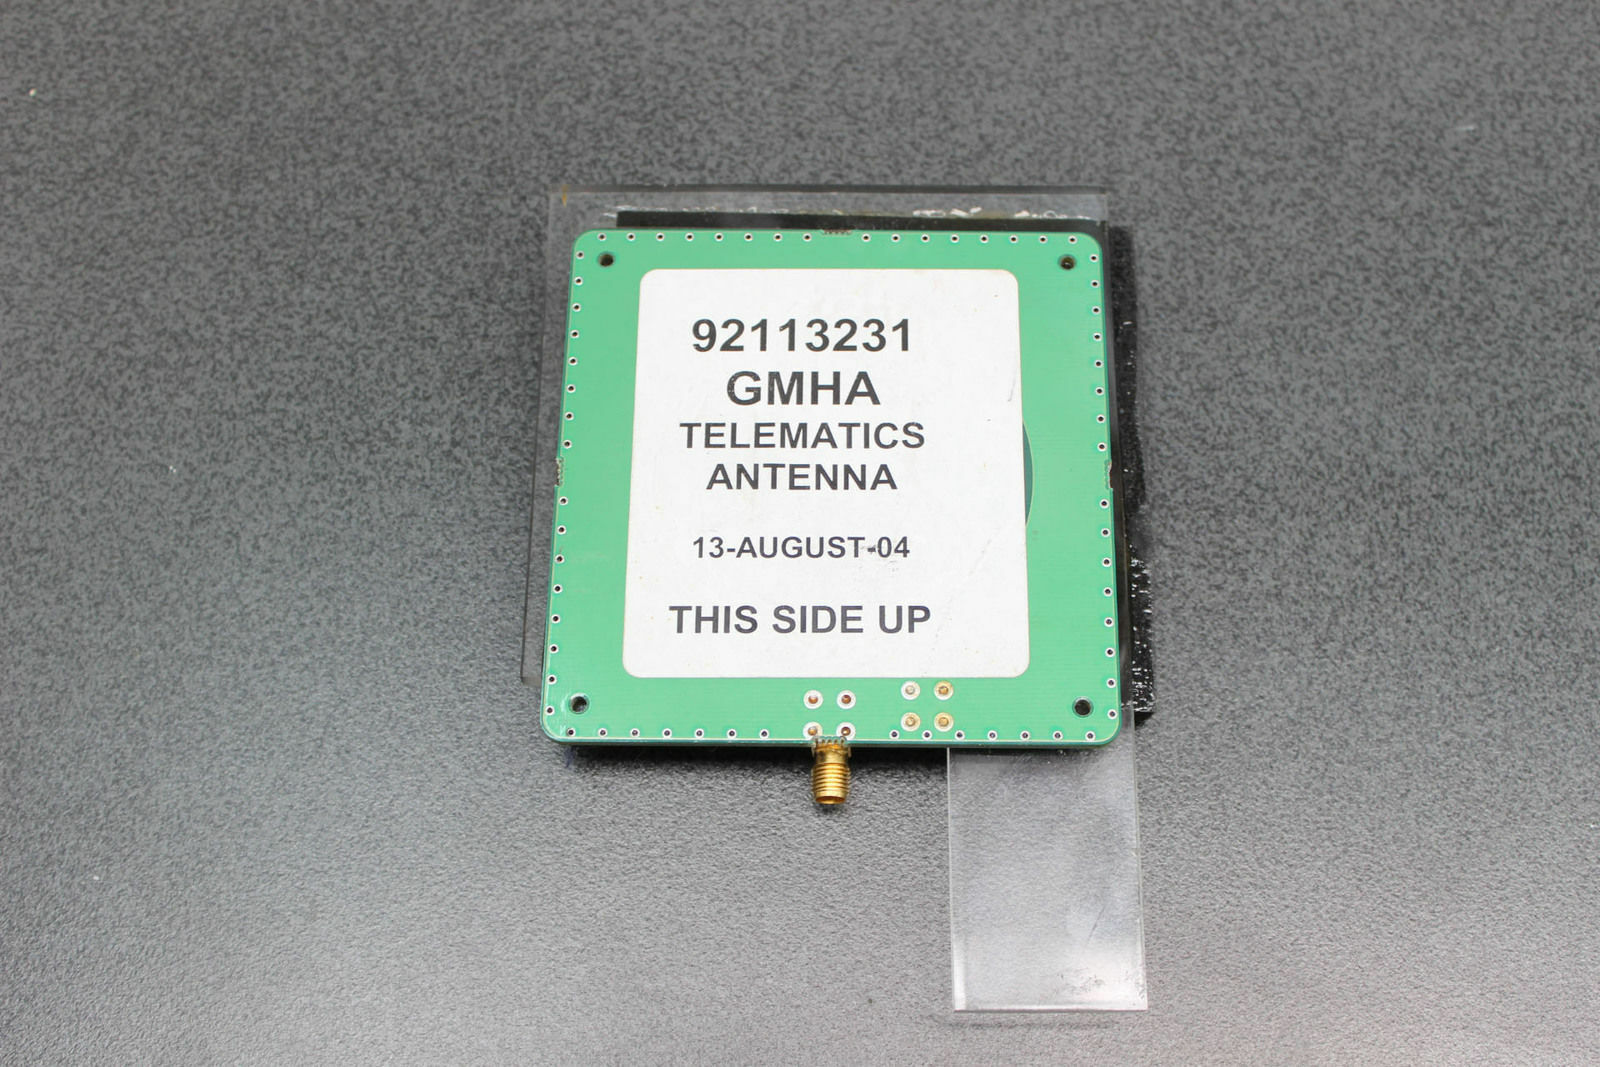 92113231
GMHA
TELEMATICS
ANTENNA
13-AUGUST-04
THIS SIDE UP